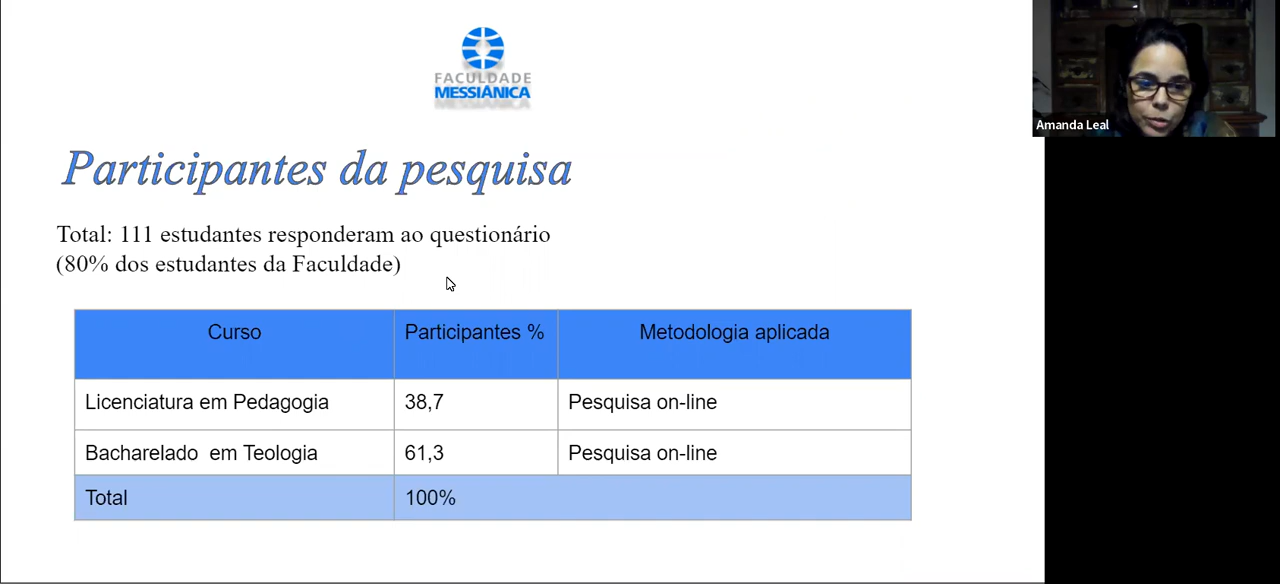 FACULDADE
MESSIÂNICA
Amanda Leal
Participantes da pesquisa
Total: 111 estudantes responderam ao questionário
(80% dos estudantes da Faculdade)
Curso Participantes % Metodologia aplicada
Licenciatura em Pedagogia 38,7 Pesquisa on-line
Bacharelado em Teologia 61,3 Pesquisa on-line
Total 100%